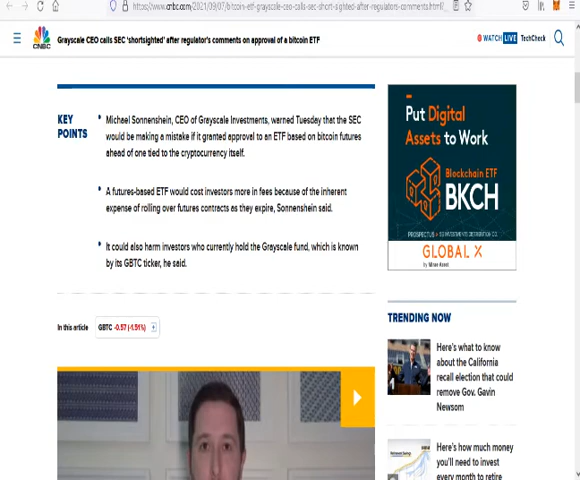 https://www.cnbc.com/2021/09/07/bitcoin-etf-grayscale-ceo-calls-sec-short-sighted-after-regulators-comments.html
CNBC
Grayscale CEO calls SEC 'shortsighted' after regulator's comments on approval of a bitcoin ETF
WATCH LIVE TechCheck
KEY
POINTS
Michael Sonnenshein, CEO of Grayscale Investments, warned Tuesday that the SEC
would be making a mistake if it granted approval to an ETF based on bitcoin futures
ahead of one tied to the cryptocurrency itself.
A futures-based ETF would cost investors more in fees because of the inherent
expense of rolling over futures contracts as they expire, Sonnenshein said.
It could also harm investors who currently hold the Grayscale fund, which is known
by its GBTC ticker, he said.
In this article
GBTC -0.57 (-1.51%)
Put Digital
Assets to Work
Blockchain ETF
BKCH
PROSPECTUS
GLOBAL X
by Mirae Asset
TRENDING NOW
Here's what to know
about the California
recall election that could
remove Gov. Gavin
Newsom
Here's how much money
you'll need to invest
every month to retire